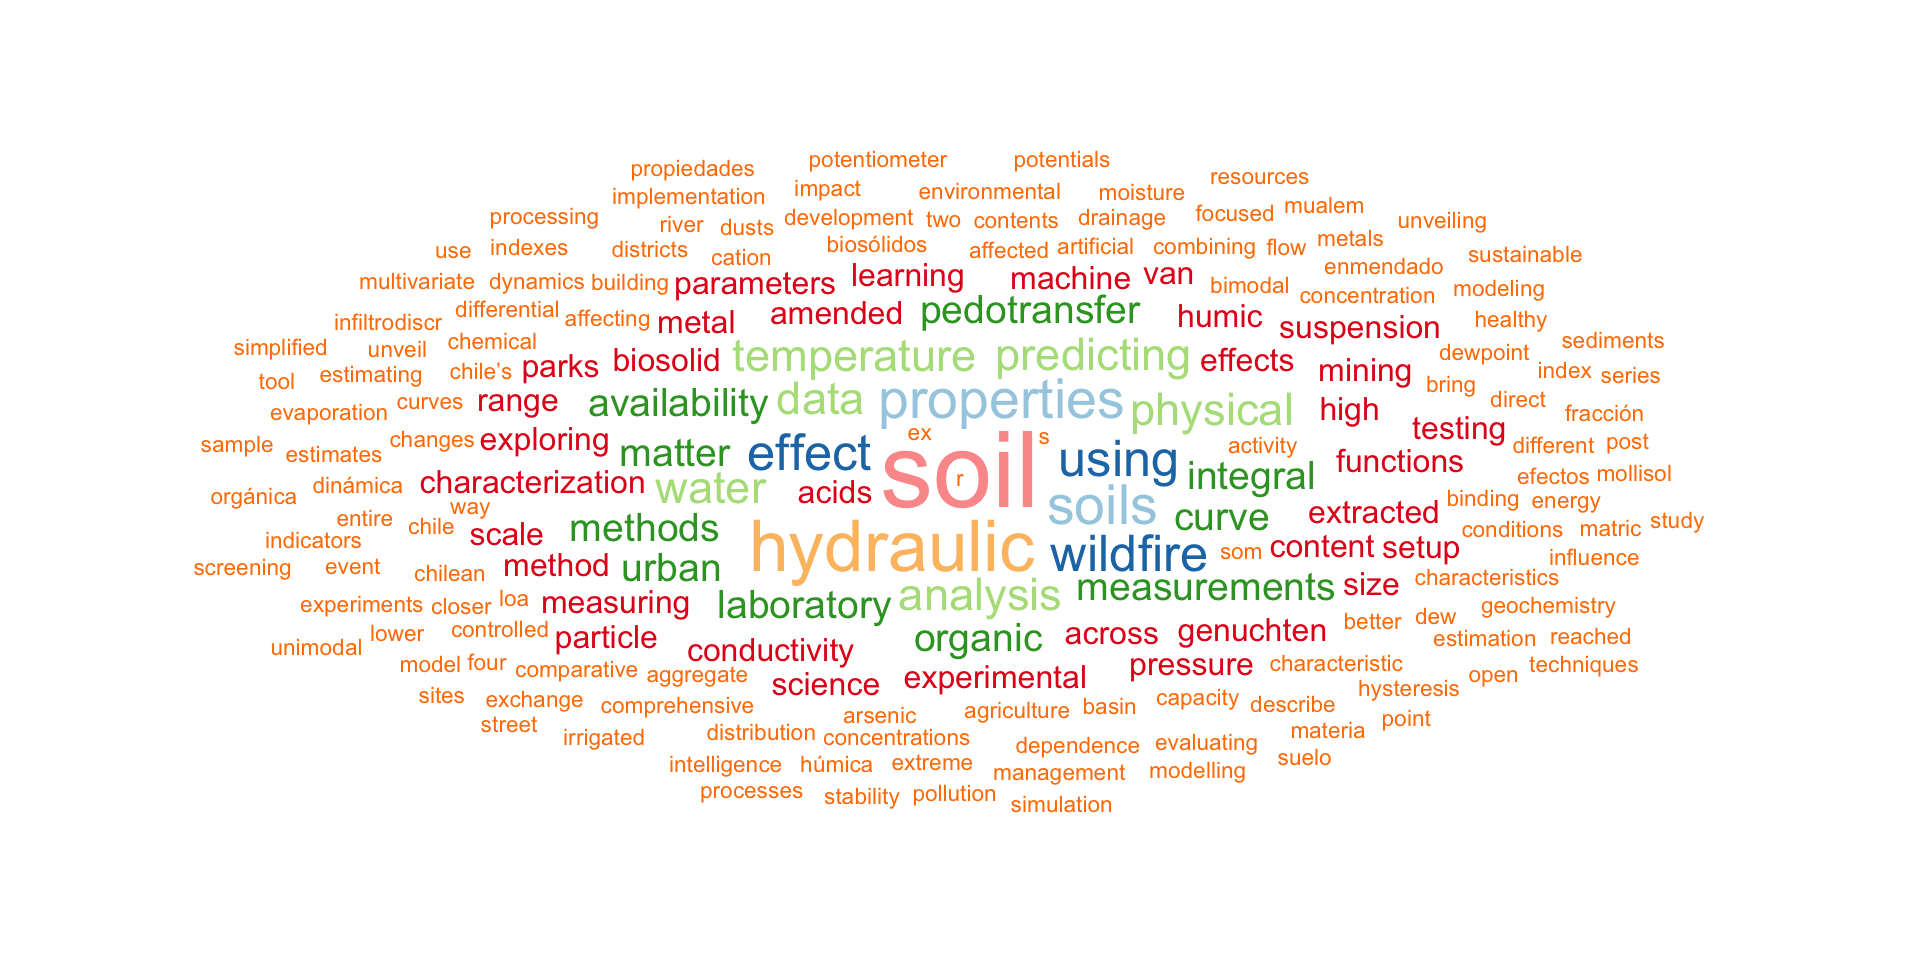 potentiometer potentials
propiedades
resources
implementation impact environmental moisture
processing river dusts development two contents drainage focused mualem unveiling
use indexes districts cation biosólidos affected artificial combining flow metals sustainable
enmendado
multivariate dynamics building parameters learning machine van bimodal concentration modeling
infiltrodiscr differential affecting metal amended pedotransfer humic suspension healthy
simplified unveil chemical sediments
tool estimating chile's parks biosolid temperature predicting effects mining dewpoint index series
bring
evaporation curves range availability data properties physical high direct fracción
sample estimates changes exploring matter effect ex soil r s using activity functions testing different post
orgánica dinámica characterization water acids integral efectos mollisol
way soils binding energy
entire chile scale methods hydraulic curve extracted conditions matric study
indicators
screening event chilean method urban wildfire som content setup influence
experiments closer loa measuring laboratory analysis measurements size characteristics
geochemistry
unimodal lower controlled particle conductivity organic across genuchten better dew estimation reached
model four comparative aggregate science experimental pressure characteristic open techniques
sites exchange comprehensive arsenic agriculture basin capacity describe hysteresis
street irrigated distribution concentrations dependence evaluating materia point
intelligence húmica extreme management modelling suelo
processes stability pollution simulation